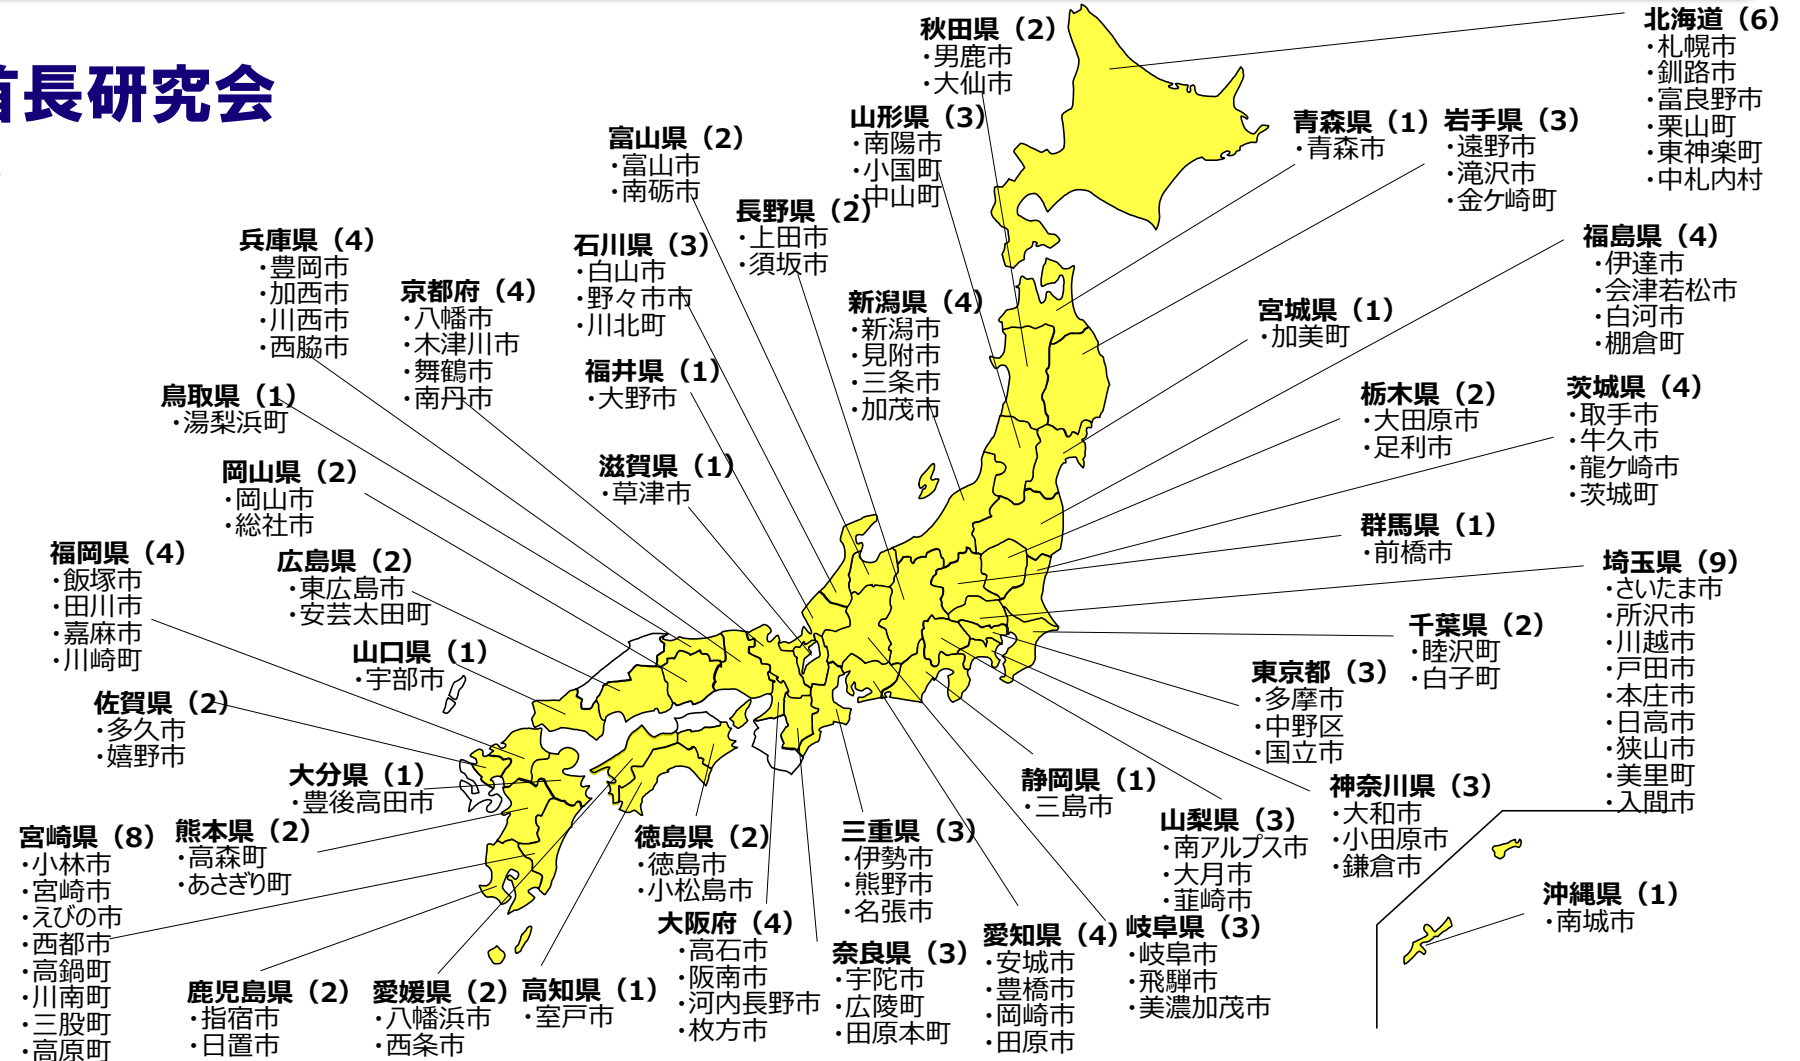 首長研究会
北海道（6）
・札幌市
・釧路市
・富良野市
・栗山町
・東神楽町
・中札内村
秋田県（2）
・男鹿市
・大仙市
山形県（3）
・南陽市
・小国町
・中山町
青森県（1）
・青森市
岩手県（3）
・遠野市
・滝沢市
・金ケ崎町
富山県（2）
・富山市
・南砺市
長野県（2）
・上田市
・須坂市
石川県（3）
・白山市
・野々市市
・川北町
兵庫県（4）
・豊岡市
・加西市
・川西市
・西脇市
京都府（4）
・八幡市
・木津川市
・舞鶴市
・南丹市
福島県（4）
・伊達市
・会津若松市
・白河市
・棚倉町
新潟県（4）
・新潟市
・見附市
・三条市
・加茂市
宮城県（1）
・加美町
福井県（1）
・大野市
鳥取県（1）
・湯梨浜町
栃木県（2）
・大田原市
・足利市
茨城県（4）
・取手市
・牛久市
・龍ケ崎市
・茨城町
岡山県（2）
・岡山市
・総社市
滋賀県（1）
・草津市
群馬県（1）
・前橋市
福岡県（4）
・飯塚市
・田川市
・嘉麻市
・川崎町
広島県（2）
・東広島市
・安芸太田町
埼玉県（9）
・さいたま市
・所沢市
・川越市
・戸田市
・本庄市
・日高市
・狭山市
・美里町
・入間市
千葉県（2）
・睦沢町
・白子町
山口県（1）
・宇部市
東京都（3）
・多摩市
・中野区
・国立市
佐賀県（2）
・多久市
・嬉野市
大分県（1）
・豊後高田市
静岡県（1）
・三島市
神奈川県（3）
・大和市
・小田原市
・鎌倉市
山梨県（3）
・南アルプス市
・大月市
・韮崎市
宮崎県（8）
・小林市
・宮崎市
・えびの市
・西都市
・高鍋町
・川南町
・三股町
・高原町
熊本県（2）
・高森町
・あさぎり町
徳島県（2）
・徳島市
・小松島市
三重県（3）
・伊勢市
・熊野市
・名張市
沖縄県（1）
・南城市
大阪府（4）
・高石市
・阪南市
・河内長野市
・枚方市
奈良県（3）
・宇陀市
・広陵町
・田原本町
愛知県（4）
・安城市
・豊橋市
・岡崎市
・田原市
岐阜県（3）
・岐阜市
・飛騨市
・美濃加茂市
鹿児島県（2）
・指宿市
・日置市
愛媛県（2）
・八幡浜市
・西条市
高知県（1）
・室戸市